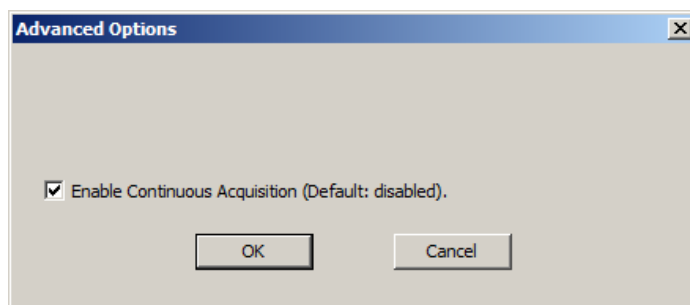 Advanced Options
Enable Continuous Acquisition (Default: disabled).
OK Cancel